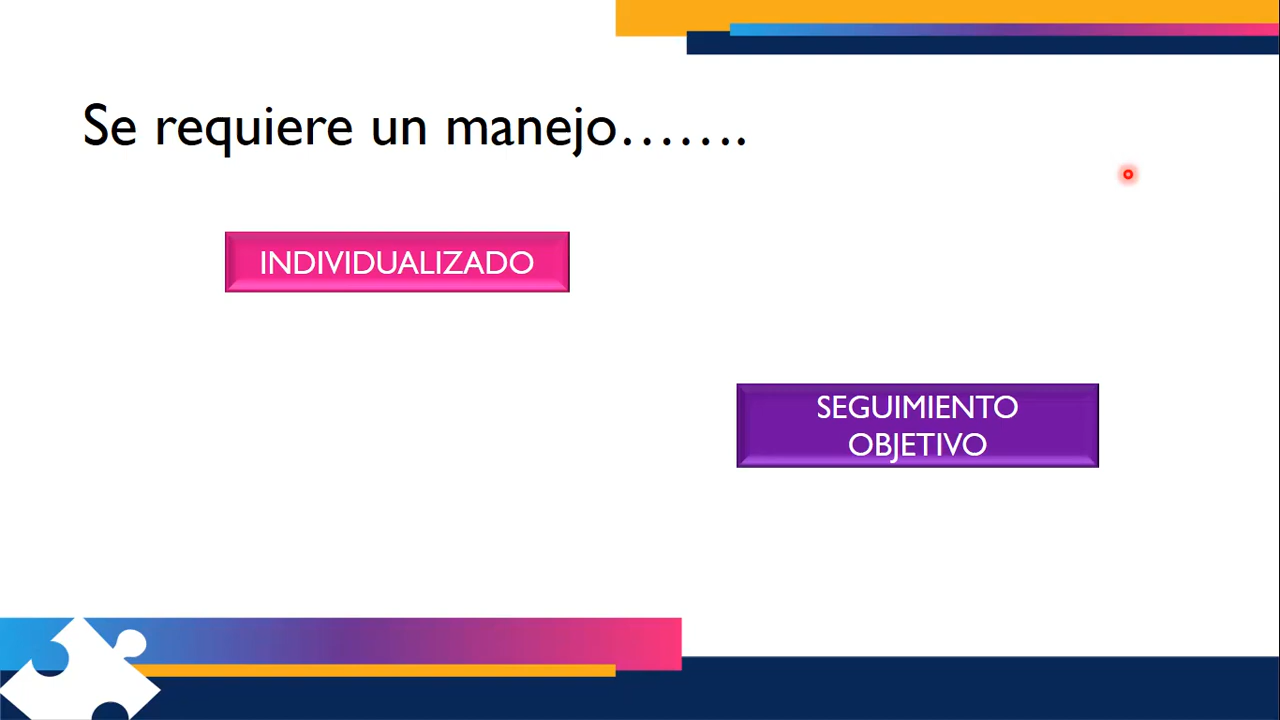 Se requiere un manejo…….
INDIVIDUALIZADO
SEGUIMIENTO
OBJETIVO